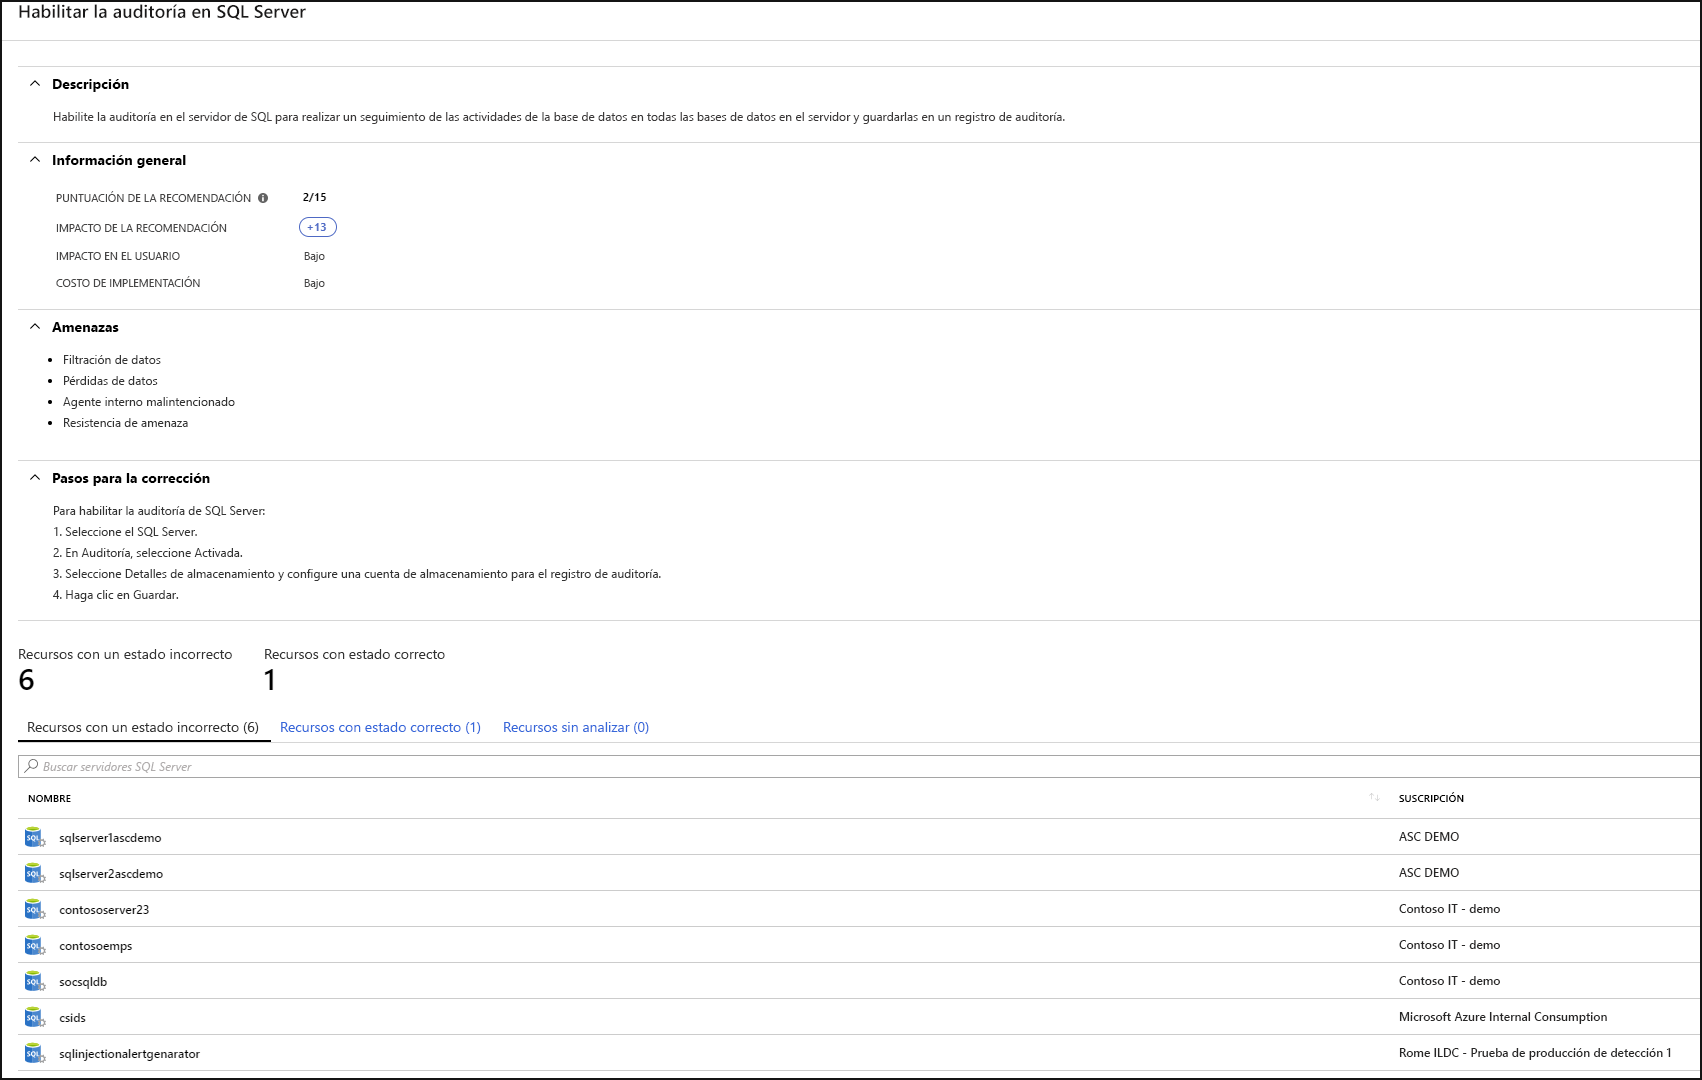 Habilitar la auditoría en SQL Server
Descripción
Habilite la auditoría en el servidor de SQL para realizar un seguimiento de las actividades de la base de datos en todas las bases de datos en el servidor y guardarlas en un registro de auditoría.
Información general
PUNTUACIÓN DE LA RECOMENDACIÓN 2/15
IMPACTO DE LA RECOMENDACIÓN +13
IMPACTO EN EL USUARIO Bajo
COSTO DE IMPLEMENTACIÓN Bajo
Amenazas
• Filtración de datos
• Pérdidas de datos
• Agente interno malintencionado
• Resistencia de amenaza
Pasos para la corrección
Para habilitar la auditoría de SQL Server:
1. Seleccione el SQL Server.
2. En Auditoría, seleccione Activada.
3. Seleccione Detalles de almacenamiento y configure una cuenta de almacenamiento para el registro de auditoría.
4. Haga clic en Guardar.
Recursos con un estado incorrecto Recursos con estado correcto
6 1
Recursos con un estado incorrecto (6) Recursos con estado correcto (1) Recursos sin analizar (0)
Buscar servidores SQL Server
NOMBRE ↑↓ SUSCRIPCIÓN
SQL sqlserver1ascdemo ASC DEMO
SQL sqlserver2ascdemo ASC DEMO
SQL contososerver23 Contoso IT - demo
SQL contosoemps Contoso IT - demo
SQL socsqldb Contoso IT - demo
SQL csids Microsoft Azure Internal Consumption
SQL sqlinjectionalertgenarator Rome ILDC - Prueba de producción de detección 1